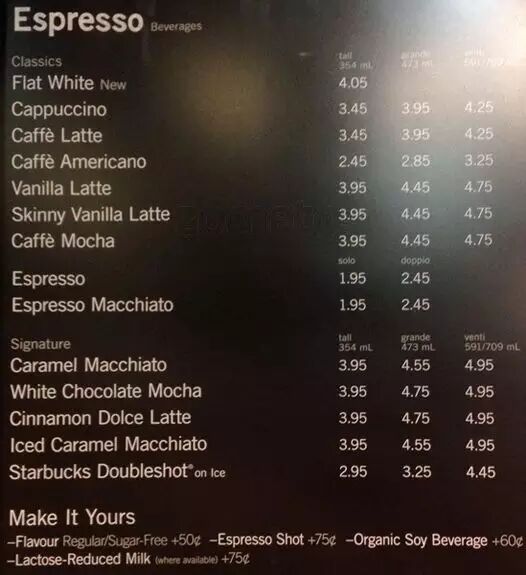 Espresso Beverages
Classics tall 354 mL grande 473 mL venti 591/709 mL
Flat White New 4.05
Cappuccino 3.45 3.95 4.25
Caffè Latte 3.45 3.95 4.25
Caffè Americano 2.45 2.85 3.25
Vanilla Latte 3.95 4.45 4.75
Skinny Vanilla Latte 3.95 4.45 4.75
Caffè Mocha 3.95 4.45 4.75
solo doppio
Espresso 1.95 2.45
Espresso Macchiato 1.95 2.45
Signature tall 354 mL grande 473 mL venti 591/709 mL
Caramel Macchiato 3.95 4.55 4.95
White Chocolate Mocha 3.95 4.75 4.95
Cinnamon Dolce Latte 3.95 4.75 4.95
Iced Caramel Macchiato 3.95 4.55 4.95
Starbucks Doubleshot® on Ice 2.95 3.25 4.45
Make It Yours
–Flavour Regular/Sugar-Free +50¢ –Espresso Shot +75¢ –Organic Soy Beverage +60¢
–Lactose-Reduced Milk (where available) +75¢